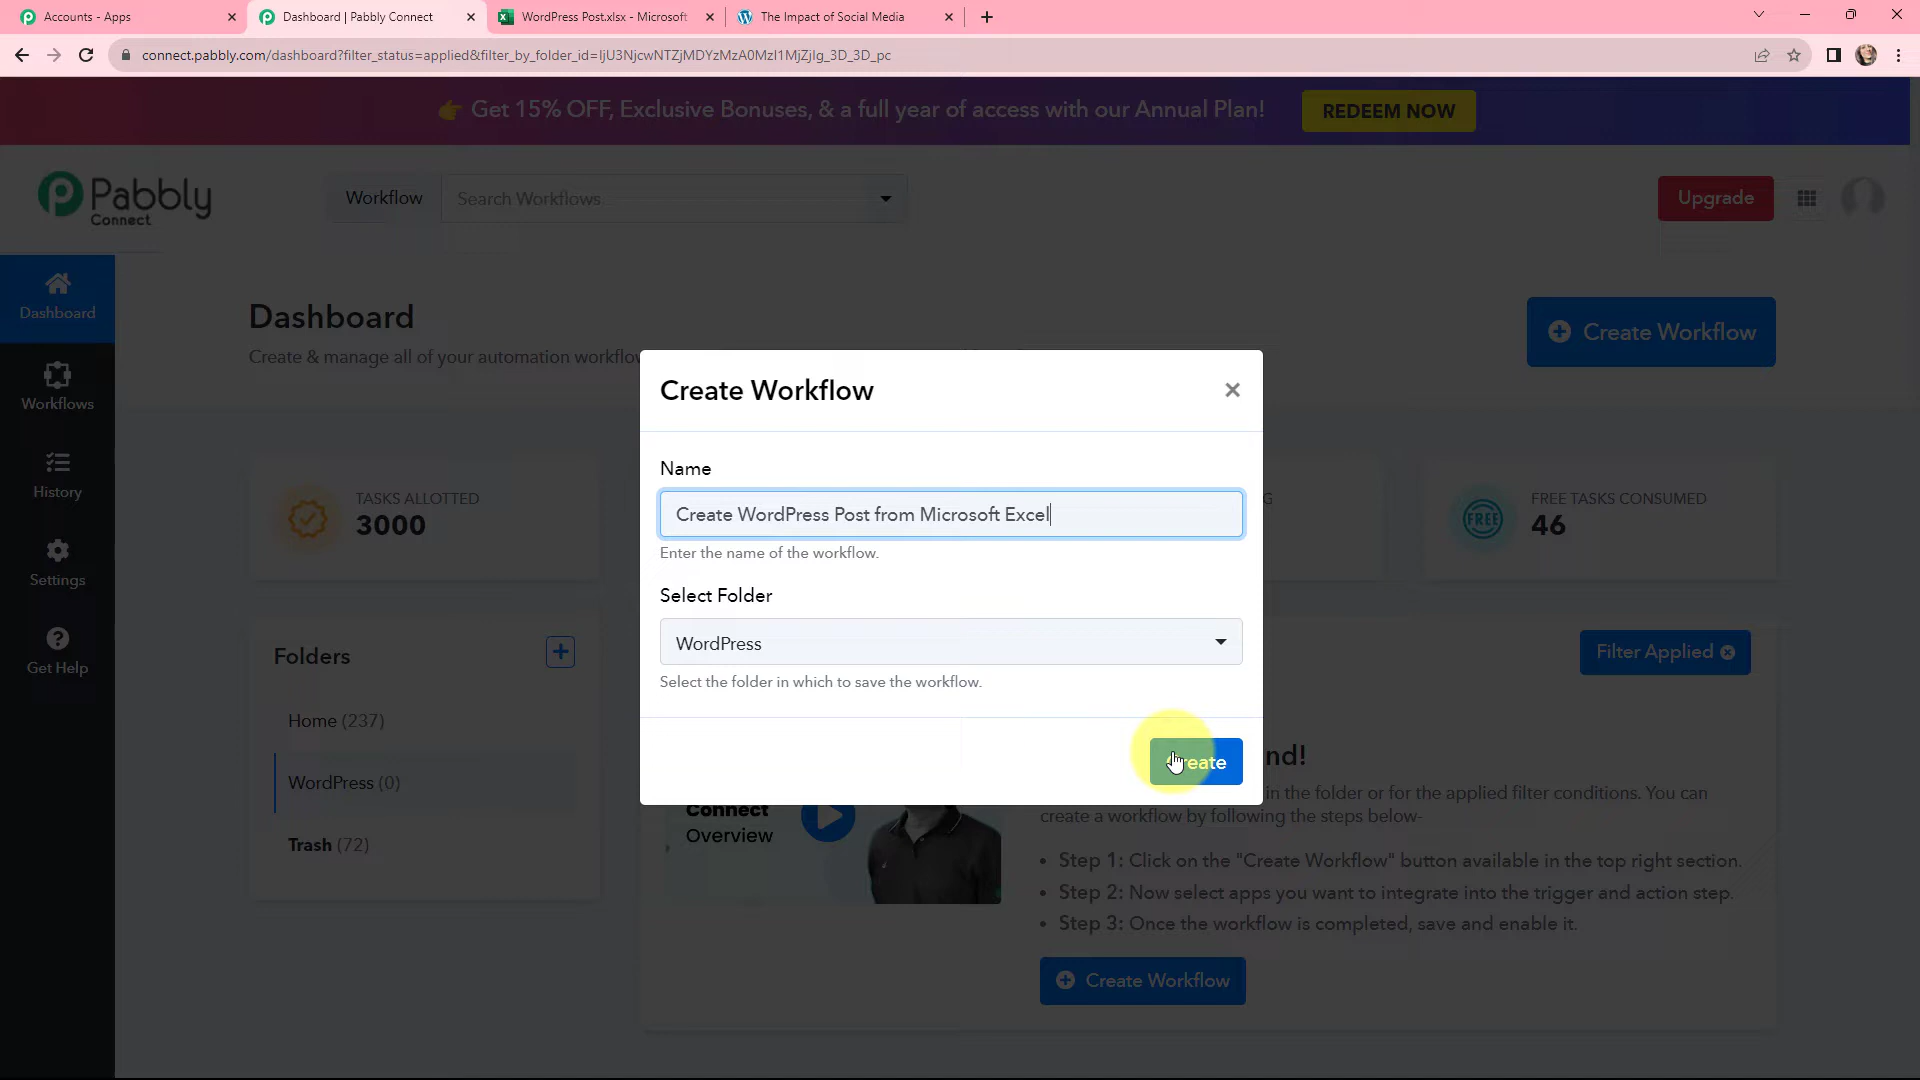 Accounts - Apps
Dashboard | Pabbly Connect
WordPress Post.xlsx - Microsoft
The Impact of Social Media
connect.pabbly.com/dashboard?filter_status=applied&filter_by_folder_id=IjU3NjcwNTZjMDYzMzA0MzI1MjZjIg_3D_3D_pc
Get 15% OFF, Exclusive Bonuses, & a full year of access with our Annual Plan!
REDEEM NOW
Pabbly
Connect
Workflow
Search Workflows
Upgrade
Dashboard
Workflows
History
Settings
Get Help
Dashboard
Create & manage all of your automation
Create Workflow
TASKS ALLOTTED
3000
FREE
FREE TASKS CONSUMED
46
Folders
Home (237)
WordPress (0)
Trash (72)
Filter Applied
Create Workflow
Name
Create WordPress Post from Microsoft Excel
Enter the name of the workflow.
Select Folder
WordPress
Select the folder in which to save the workflow.
Connect
Overview
in the folder or for the applied filter conditions. You can
create a workflow by following the steps below-
• Step 1: Click on the "Create Workflow" button available in the top right section.
• Step 2: Now select apps you want to integrate into the trigger and action step.
• Step 3: Once the workflow is completed, save and enable it.
Create Workflow